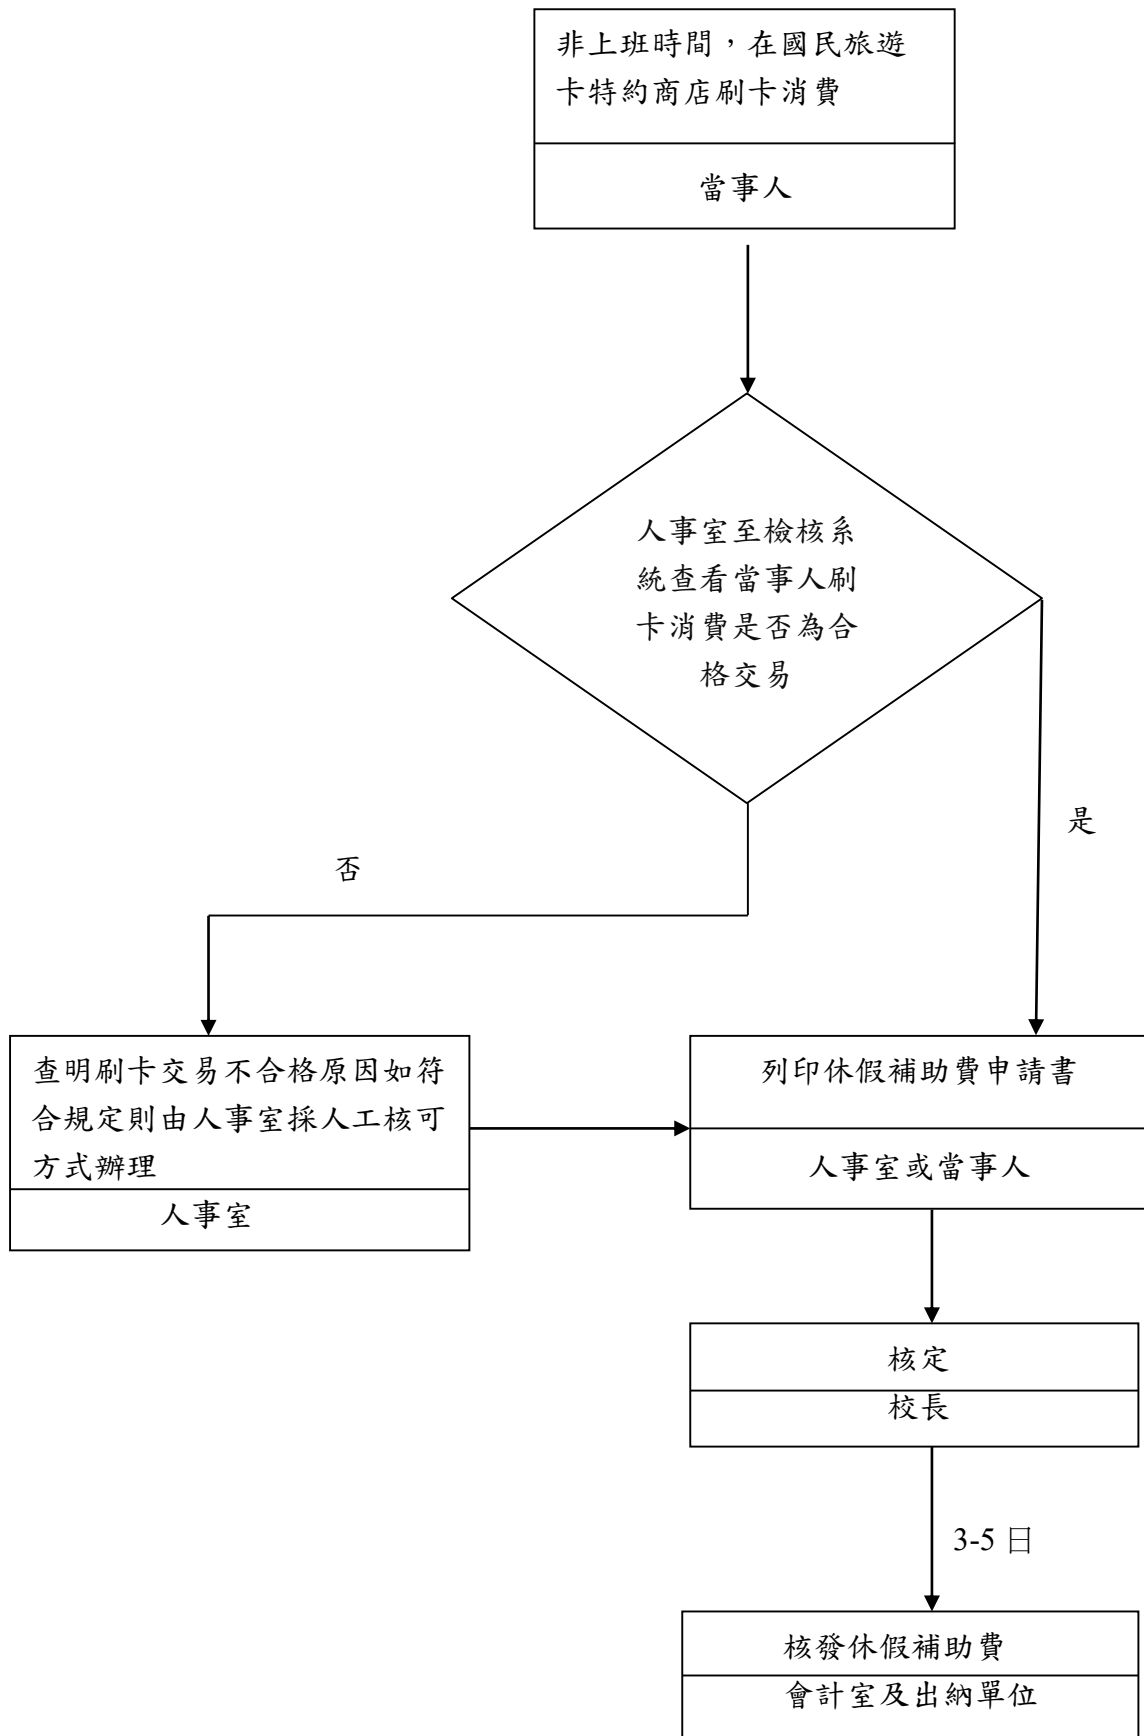 非上班時間，在國民旅遊
卡特約商店刷卡消費
當事人
人事室至檢核系
統查看當事人刷
卡消費是否為合
格交易
是
否
查明刷卡交易不合格原因如符
合規定則由人事室採人工核可
方式辦理
人事室
列印休假補助費申請書
人事室或當事人
核定
校長
3-5 日
核發休假補助費
會計室及出納單位